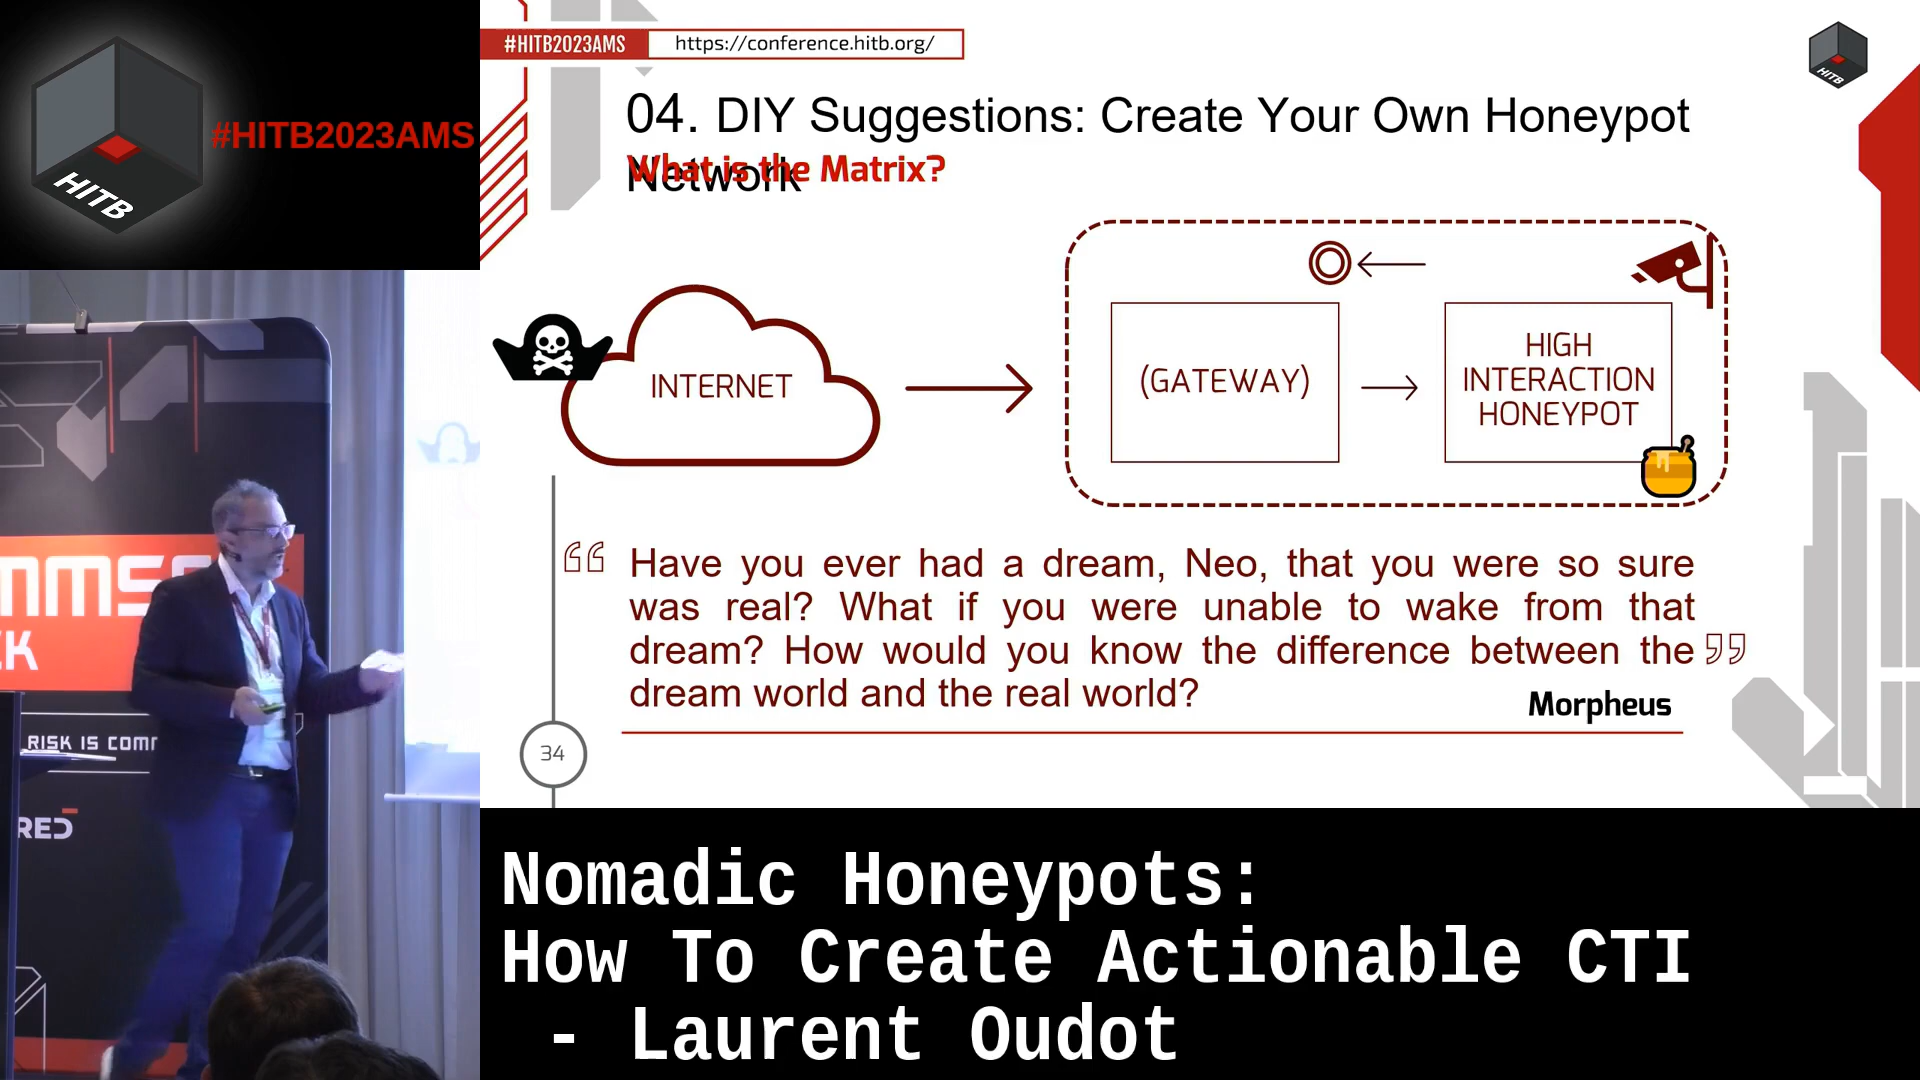 HITB
#HITB2023AMS
#HITB2023AMS
https://conference.hitb.org/
HITB
04. DIY Suggestions: Create Your Own Honeypot
Network
What is the Matrix?
INTERNET
(GATEWAY)
HIGH
INTERACTION
HONEYPOT
Have you ever had a dream, Neo, that you were so sure
was real? What if you were unable to wake from that
dream? How would you know the difference between the
dream world and the real world?
Morpheus
34
RISK IS COMM
RED
Nomadic Honeypots:
How To Create Actionable CTI
- Laurent Oudot